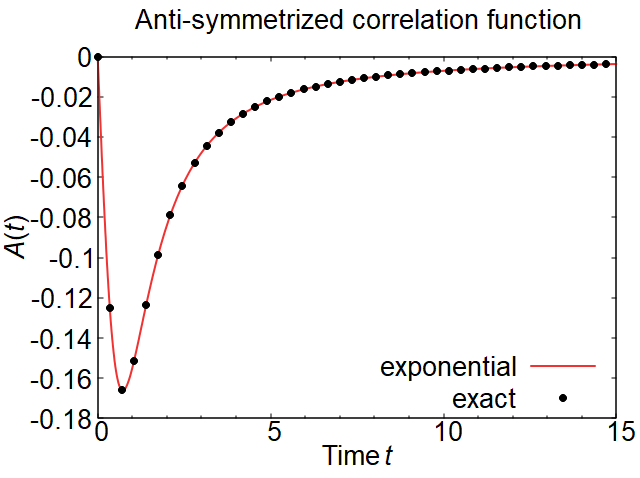 Anti-symmetrized correlation function
0
-0.02
-0.04
-0.06
-0.08
-0.1
-0.12
-0.14
-0.16
-0.18
A(t)
exponential
exact
0 5 10 15
Time t